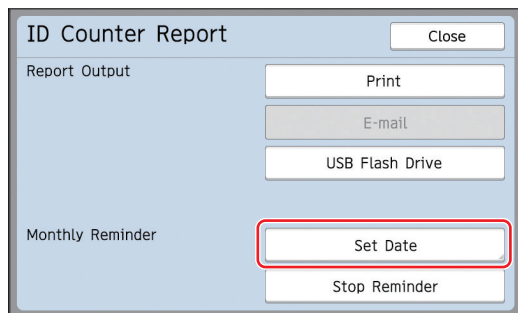 ID Counter Report
Close
Report Output
Print
E-mail
USB Flash Drive
Monthly Reminder
Set Date
Stop Reminder